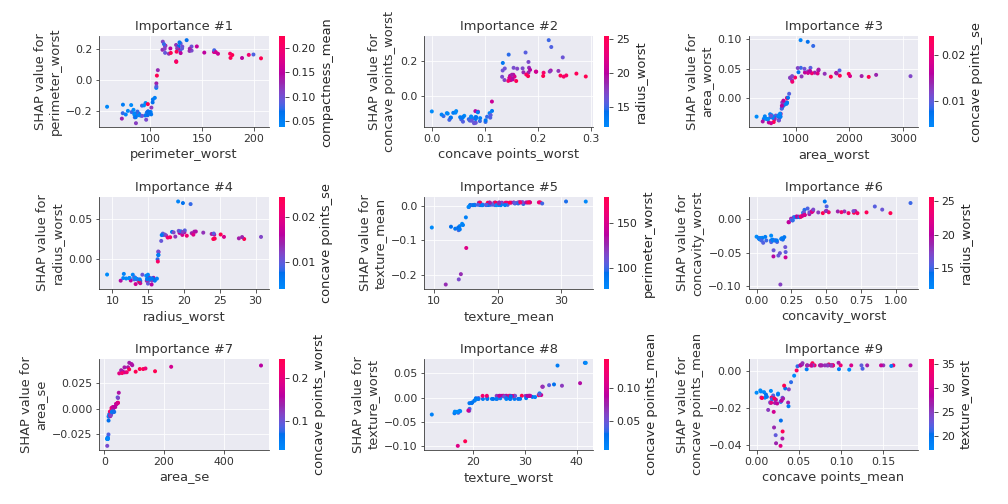 Importance #1
SHAP value for
perimeter_worst
0.2
0.0
−0.2
100
150
200
perimeter_worst
0.20
0.15
0.10
0.05
compactness_mean
Importance #2
SHAP value for
concave points_worst
0.2
0.0
0.0
0.1
0.2
0.3
concave points_worst
25
20
15
radius_worst
Importance #3
SHAP value for
area_worst
0.10
0.05
0.00
1000
2000
3000
area_worst
0.02
0.01
concave points_se
Importance #4
SHAP value for
radius_worst
0.05
0.00
10
15
20
25
30
radius_worst
0.02
0.01
concave points_se
Importance #5
SHAP value for
texture_mean
0.0
−0.1
−0.2
10
20
30
texture_mean
150
100
perimeter_worst
Importance #6
SHAP value for
concavity_worst
0.00
−0.05
−0.10
0.00
0.25
0.50
0.75
1.00
concavity_worst
25
20
15
radius_worst
Importance #7
SHAP value for
area_se
0.025
0.000
−0.025
0
200
400
area_se
0.2
0.1
concave points_worst
Importance #8
SHAP value for
texture_worst
0.05
0.00
−0.05
−0.10
20
30
40
texture_worst
0.10
0.05
concave points_mean
Importance #9
SHAP value for
concave points_mean
0.00
−0.02
−0.04
0.00
0.05
0.10
0.15
concave points_mean
35
30
25
20
texture_worst